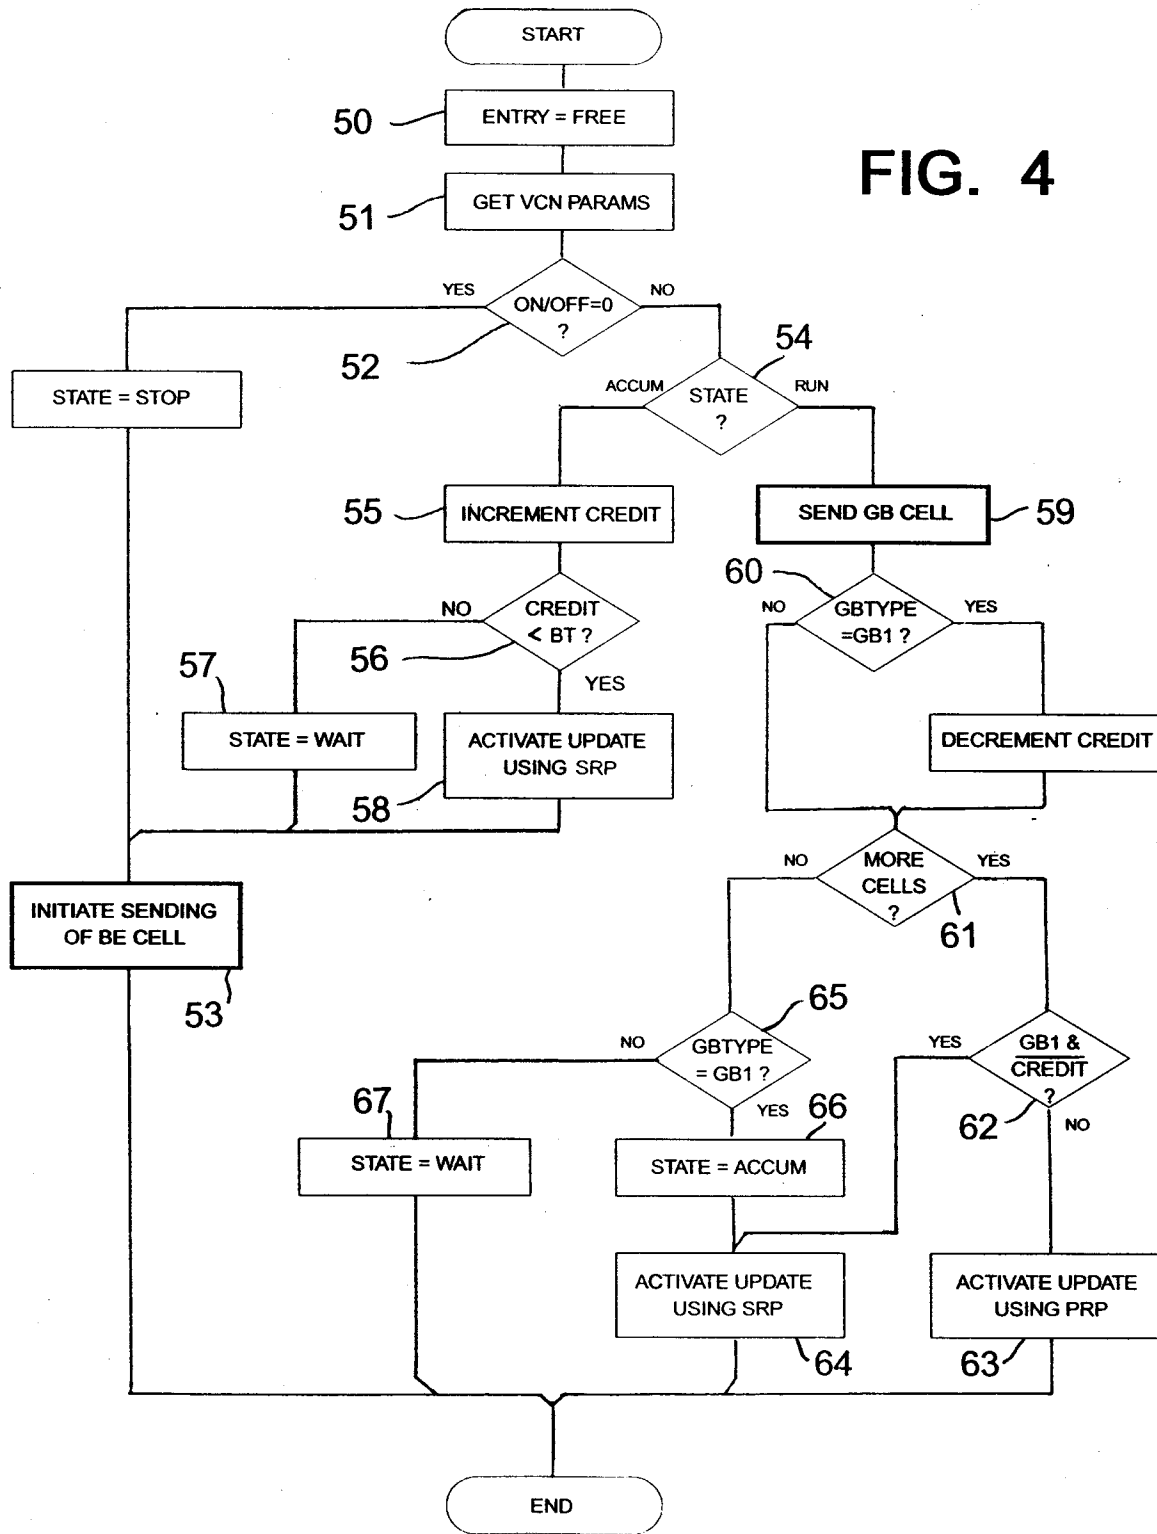 START
50
ENTRY = FREE
FIG. 4
51
GET VCN PARAMS
YES
ON/OFF=0
?
NO
52
54
STATE = STOP
ACCUM
STATE
?
RUN
55
INCREMENT CREDIT
SEND GB CELL
59
60
NO
CREDIT
< BT ?
NO
GBTYPE
=GB1 ?
YES
56
YES
57
STATE = WAIT
ACTIVATE UPDATE
USING SRP
DECREMENT CREDIT
58
NO
MORE
CELLS
?
YES
INITIATE SENDING
OF BE CELL
61
53
65
NO
GBTYPE
= GB1 ?
YES
GB1 &
CREDIT
?
67
YES
66
62
NO
STATE = WAIT
STATE = ACCUM
ACTIVATE UPDATE
USING SRP
ACTIVATE UPDATE
USING PRP
64
63
END